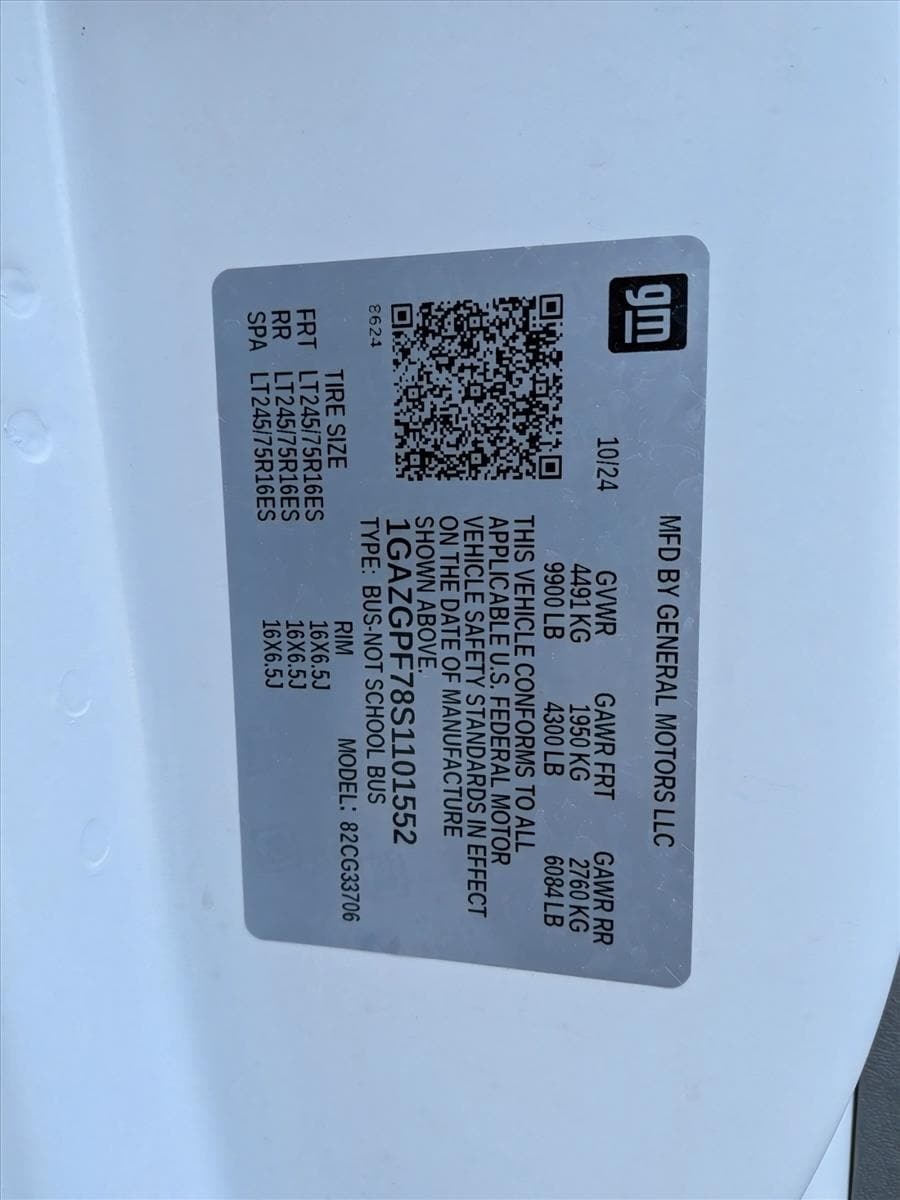 gm
MFD BY GENERAL MOTORS LLC
10/24
GVWR GAWR FRT GAWR RR
4491 KG 1950 KG 2760 KG
9900 LB 4300 LB 6084 LB
THIS VEHICLE CONFORMS TO ALL
APPLICABLE U.S. FEDERAL MOTOR
VEHICLE SAFETY STANDARDS IN EFFECT
ON THE DATE OF MANUFACTURE
SHOWN ABOVE.
1GAZGPF78S1101552
TYPE: BUS-NOT SCHOOL BUS
8624
MODEL: 82CG33706
TIRE SIZE RIM
FRT LT245/75R16ES 16X6.5J
RR LT245/75R16ES 16X6.5J
SPA LT245/75R16ES 16X6.5J